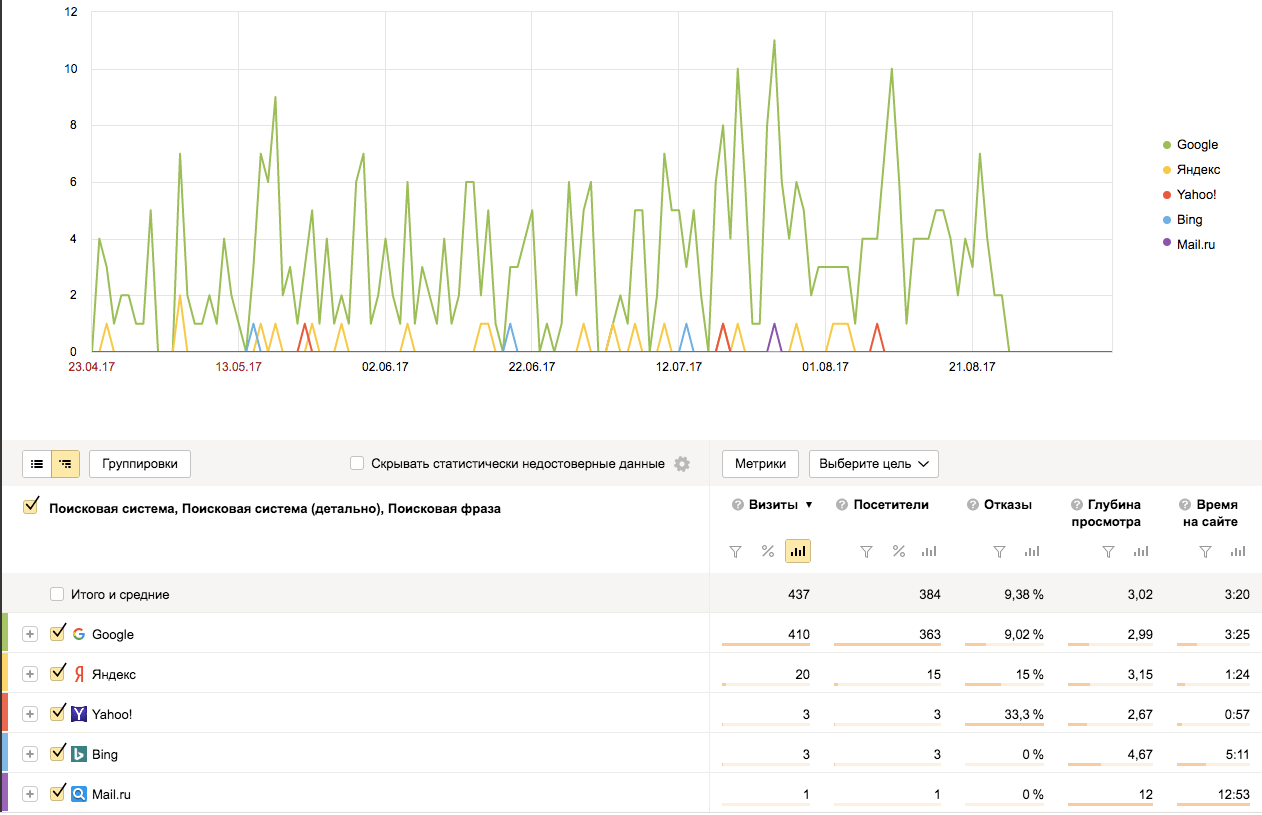 12
10
8
6
4
2
0
23.04.17 13.05.17 02.06.17 22.06.17 12.07.17 01.08.17 21.08.17
Google
Яндекс
Yahoo!
Bing
Mail.ru
Группировки Скрывать статистически недостоверные данные Метрики Выберите цель
Поисковая система, Поисковая система (детально), Поисковая фраза
? Визиты ▼ ? Посетители ? Отказы ? Глубина просмотра ? Время на сайте
% %
Итого и средние 437 384 9,38 % 3,02 3:20
Google 410 363 9,02 % 2,99 3:25
Яндекс 20 15 15 % 3,15 1:24
Yahoo! 3 3 33,3 % 2,67 0:57
Bing 3 3 0 % 4,67 5:11
Mail.ru 1 1 0 % 12 12:53